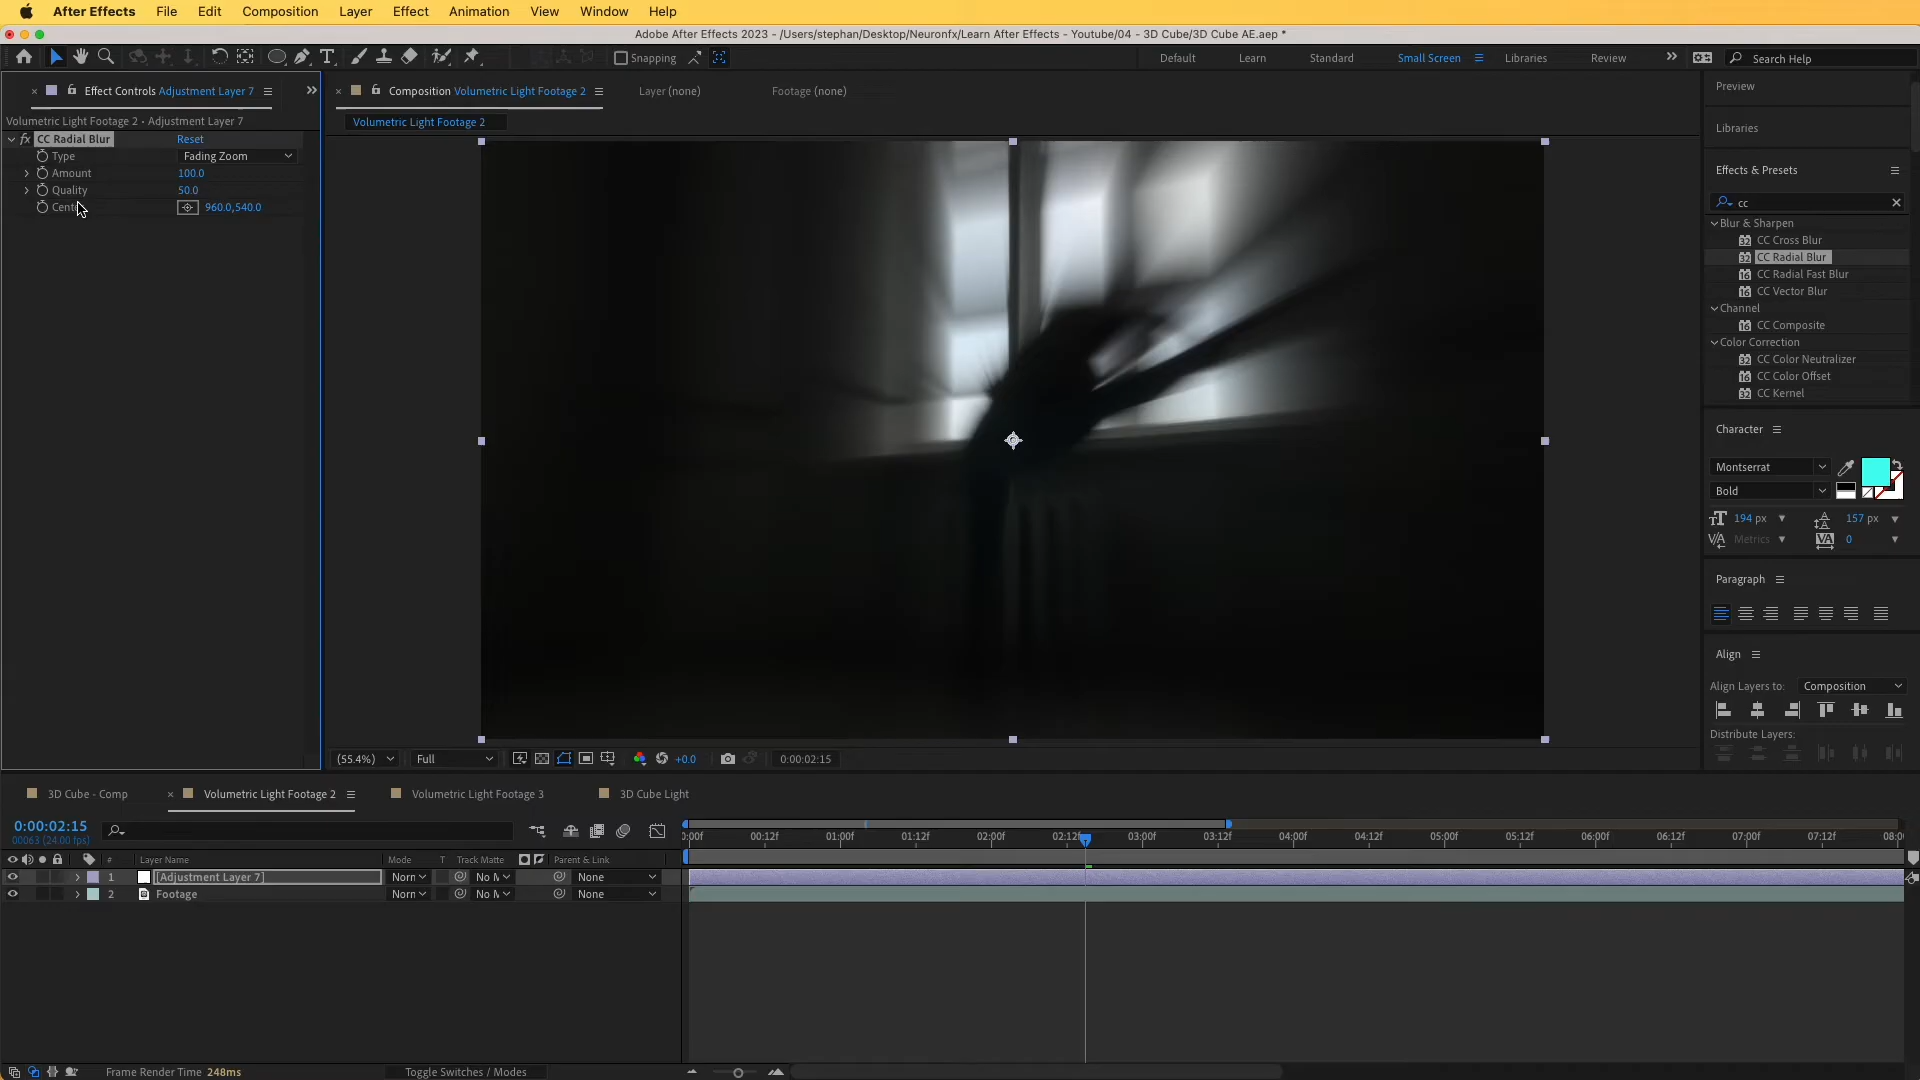 After Effects File Edit Composition Layer Effect Animation View Window Help
Adobe After Effects 2023 - /Users/stephan/Desktop/Neuronfx/Learn After Effects - Youtube/04 - 3D Cube/3D Cube AE.aep *
Snapping Default Learn Standard Small Screen Libraries Review Search Help
Effect Controls Adjustment Layer 7
Volumetric Light Footage 2 • Adjustment Layer 7
fx CC Radial Blur Reset
Type Fading Zoom
Amount 100.0
Quality 50.0
960.0,540.0
Composition Volumetric Light Footage 2 Layer (none) Footage (none)
Volumetric Light Footage 2
(55.4%) Full +0.0 0:00:02:15
Preview
Libraries
Effects & Presets
cc
Blur & Sharpen
CC Cross Blur
CC Radial Blur
CC Radial Fast Blur
CC Vector Blur
Channel
CC Composite
Color Correction
CC Color Neutralizer
CC Color Offset
CC Kernel
Character
Montserrat
Bold
194 px 157 px
Metrics 0
Paragraph
Align
Align Layers to: Composition
Distribute Layers:
3D Cube - Comp Volumetric Light Footage 2 Volumetric Light Footage 3 3D Cube Light
0:00:02:15
00063 (24.00 fps)
):00f 00:12f 01:00f 01:12f 02:00f 02:12f 03:00f 03:12f 04:00f 04:12f 05:00f 05:12f 06:00f 06:12f 07:00f 07:12f 08:0
# Layer Name Mode T Track Matte Parent & Link
1 [Adjustment Layer 7] Norn No M None
2 Footage Norn No M None
Frame Render Time 248ms Toggle Switches / Modes